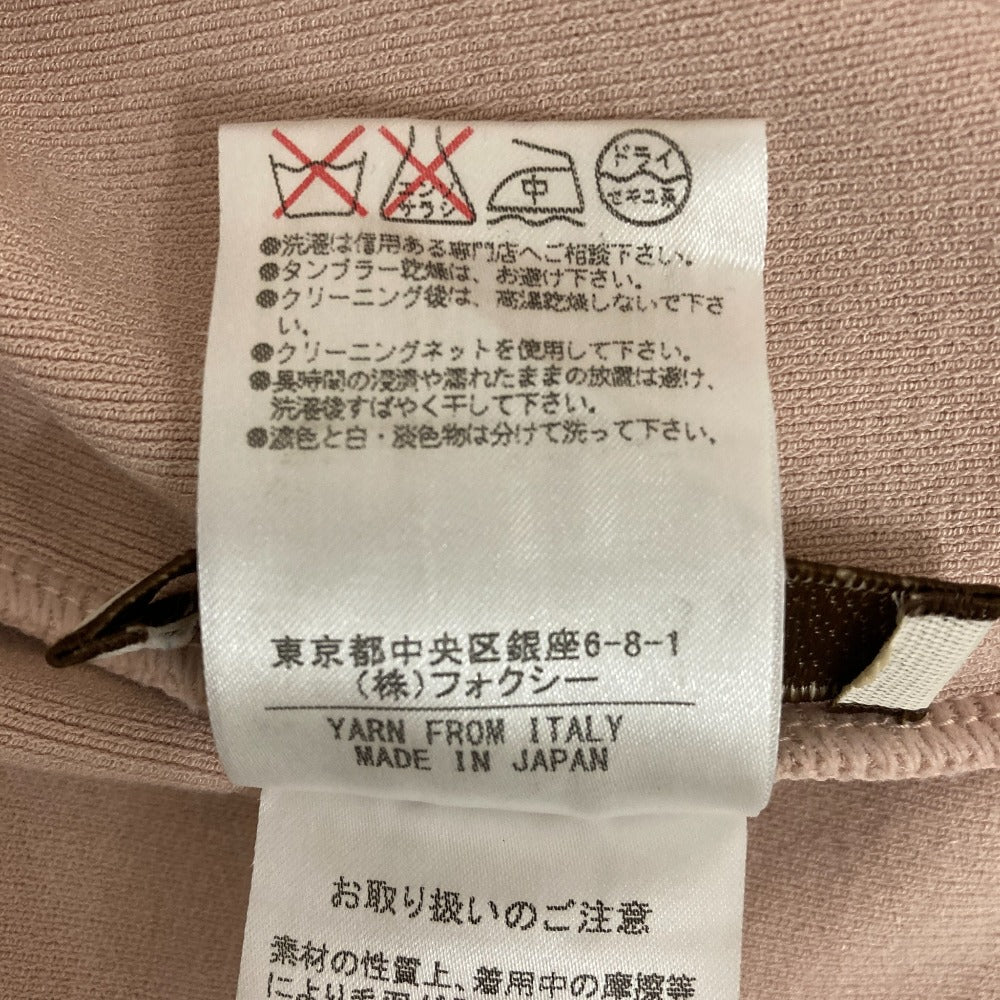 エンソ
サラシ
中
ドライ
セキユ系
●洗濯は信用ある専門店へご相談下さい。
●タンブラー乾燥は、お避け下さい。
●クリーニング後は、高温乾燥しないで下さ
い。
●クリーニングネットを使用して下さい。
●長時間の浸漬や濡れたままの放置は避け、
洗濯後すばやく干して下さい。
●濃色と白・淡色物は分けて洗って下さい。
東京都中央区銀座6-8-1
(株)フォクシー
YARN FROM ITALY
MADE IN JAPAN
お取り扱いのご注意
素材の性質上、着用中の摩擦等
により毛羽